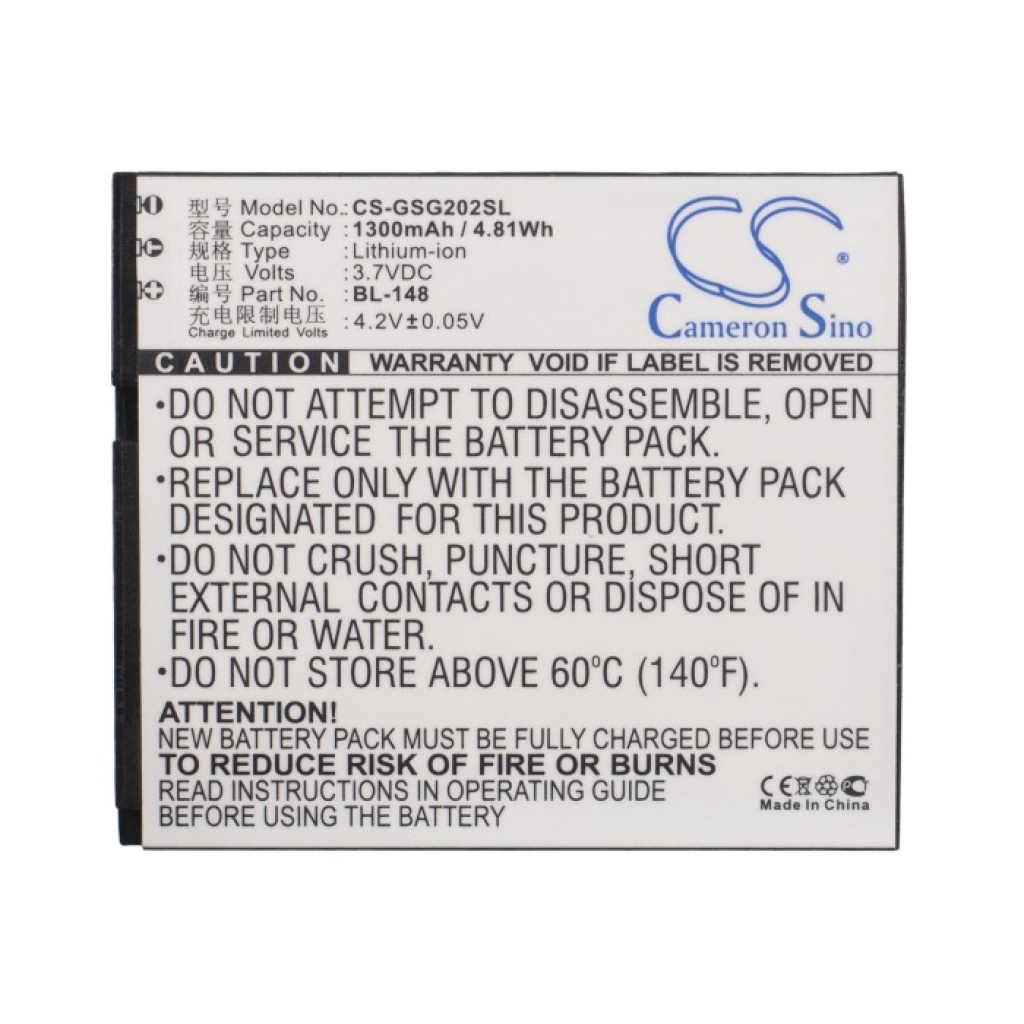 型号 Model No.: CS-GSG202SL
容量 Capacity : 1300mAh / 4.81Wh
规格 Type : Lithium-ion
电压 Volts : 3.7VDC
编号 Part No. : BL-148
充电限制电压 : 4.2V±0.05V
Charge Limited Volts
CS ®
Cameron Sino
CAUTION WARRANTY VOID IF LABEL IS REMOVED
·DO NOT ATTEMPT TO DISASSEMBLE, OPEN
OR SERVICE THE BATTERY PACK.
·REPLACE ONLY WITH THE BATTERY PACK
DESIGNATED FOR THIS PRODUCT.
·DO NOT CRUSH, PUNCTURE, SHORT
EXTERNAL CONTACTS OR DISPOSE OF IN
FIRE OR WATER.
·DO NOT STORE ABOVE 60°C (140°F).
ATTENTION!
NEW BATTERY PACK MUST BE FULLY CHARGED BEFORE USE
TO REDUCE RISK OF FIRE OR BURNS
READ INSTRUCTIONS IN OPERATING GUIDE
BEFORE USING THE BATTERY
CE
Made In China